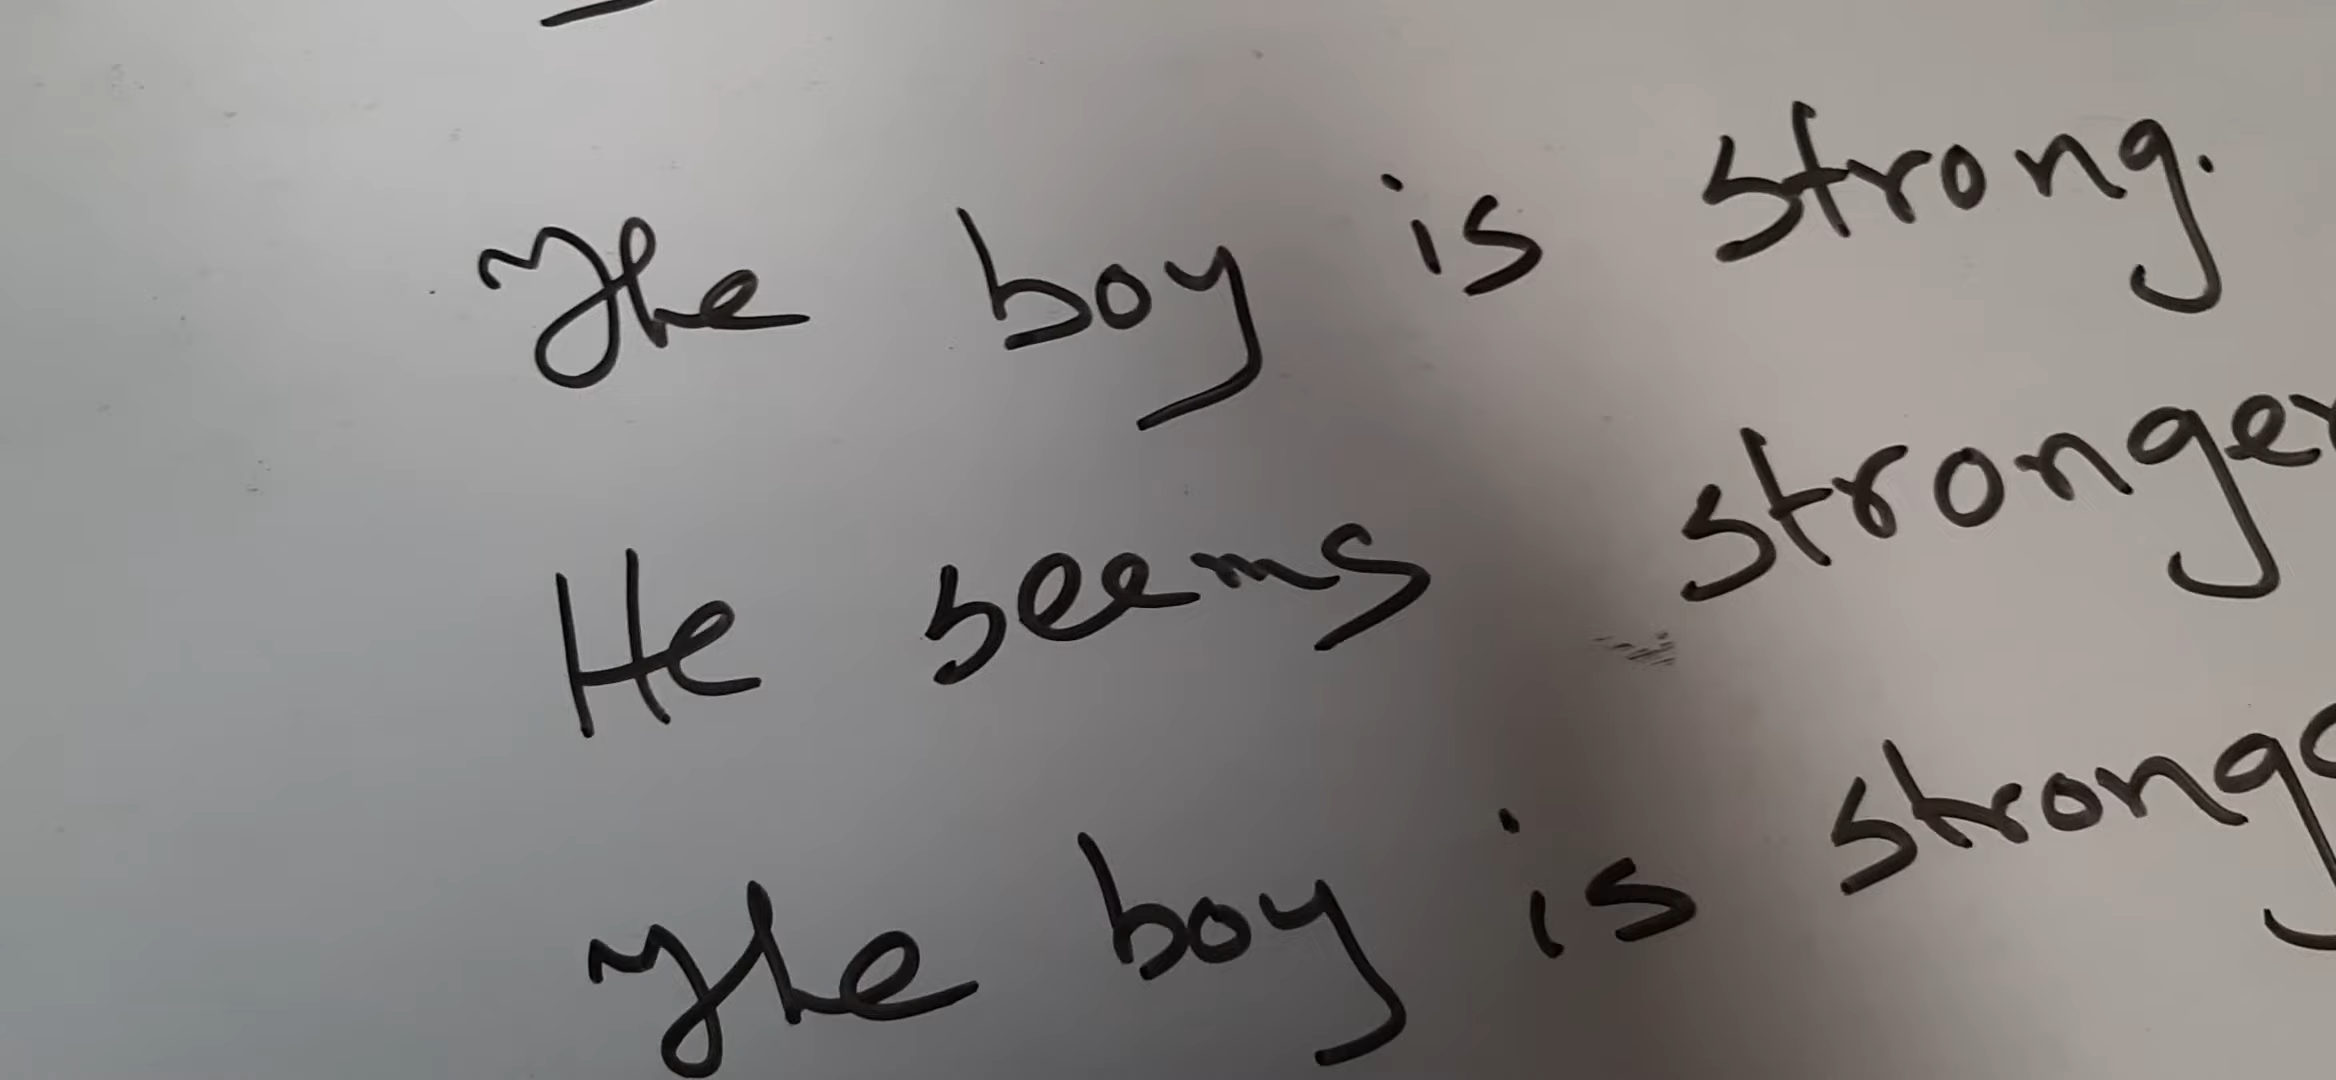 The boy is strong.
He seems stronger
The boy is strong